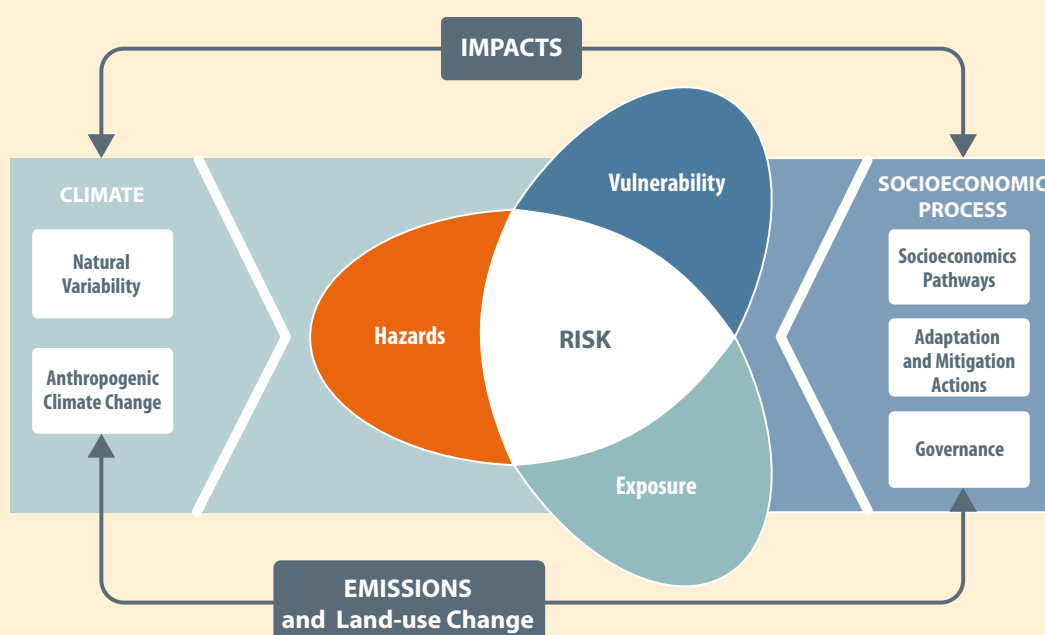 IMPACTS
CLIMATE
Natural
Variability
Anthropogenic
Climate Change
Vulnerability
Hazards
RISK
Exposure
SOCIOECONOMIC
PROCESS
Socioeconomics
Pathways
Adaptation
and Mitigation
Actions
Governance
EMISSIONS
and Land-use Change